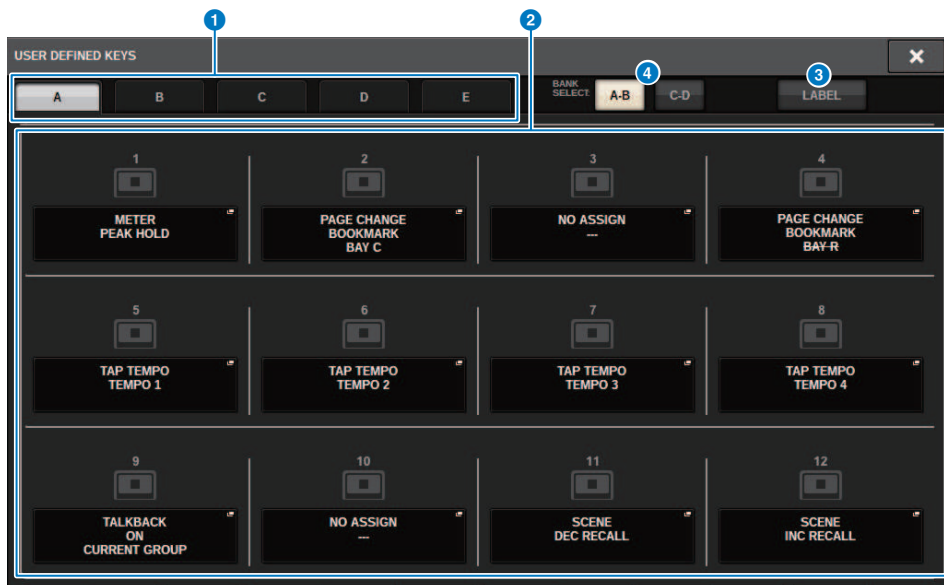 1
2
USER DEFINED KEYS
×
A
B
C
D
E
BANK
SELECT
A-B
4
C-D
3
LABEL
1
2
3
4
METER
PEAK HOLD
PAGE CHANGE
BOOKMARK
BAY C
NO ASSIGN
---
PAGE CHANGE
BOOKMARK
BAY R
5
6
7
8
TAP TEMPO
TEMPO 1
TAP TEMPO
TEMPO 2
TAP TEMPO
TEMPO 3
TAP TEMPO
TEMPO 4
9
10
11
12
TALKBACK
ON
CURRENT GROUP
NO ASSIGN
---
SCENE
DEC RECALL
SCENE
INC RECALL